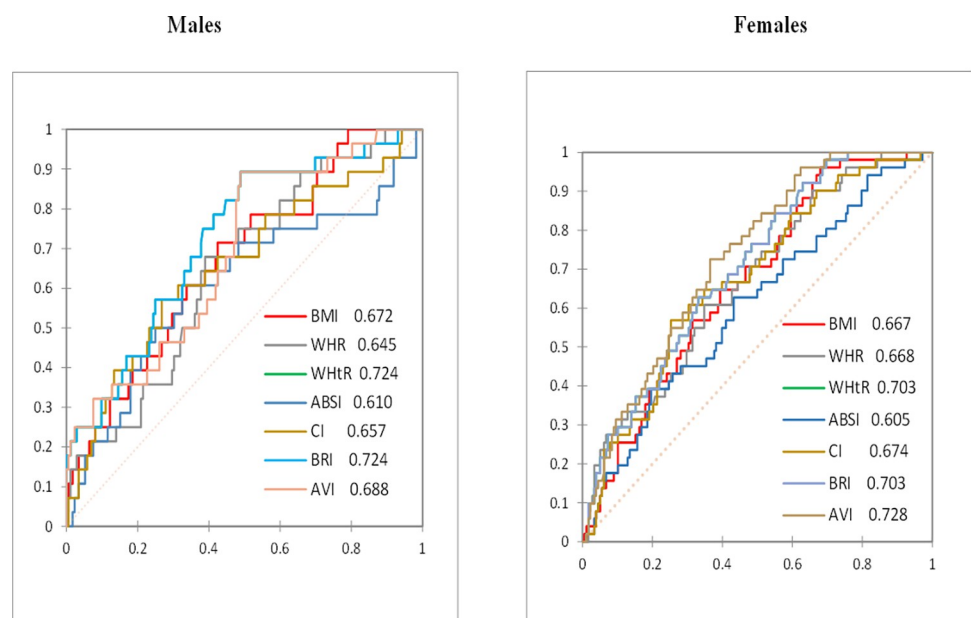 Males
1
0.9
0.8
0.7
0.6
0.5
0.4
0.3
0.2
0.1
0
BMI 0.672
WHR 0.645
WHtR 0.724
ABSI 0.610
CI 0.657
BRI 0.724
AVI 0.688
0 0.2 0.4 0.6 0.8 1
Females
1
0.9
0.8
0.7
0.6
0.5
0.4
0.3
0.2
0.1
0
BMI 0.667
WHR 0.668
WHtR 0.703
ABSI 0.605
CI 0.674
BRI 0.703
AVI 0.728
0 0.2 0.4 0.6 0.8 1